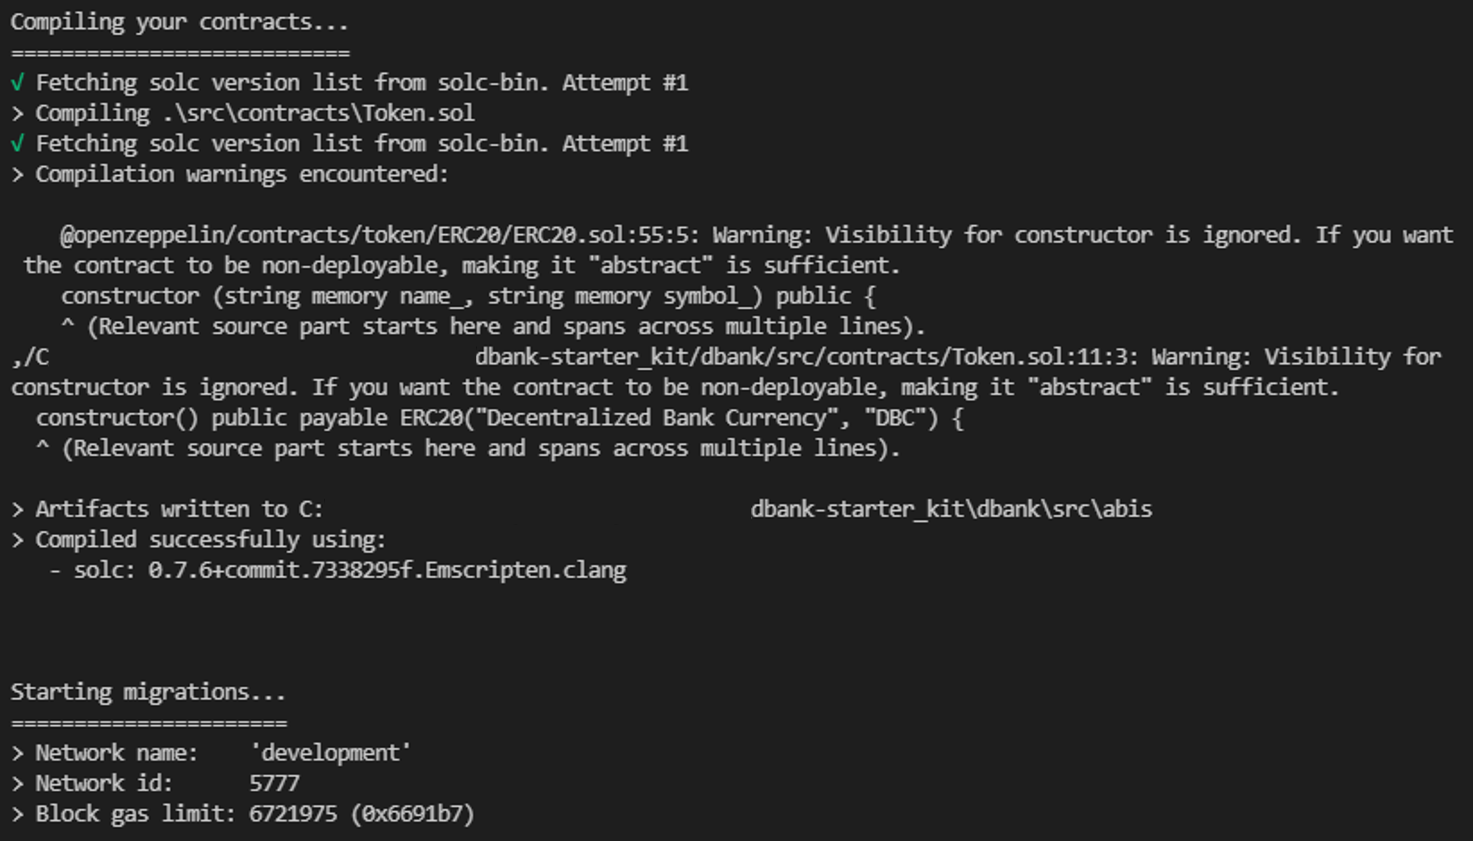 Compiling your contracts...
===========================
√ Fetching solc version list from solc-bin. Attempt #1
> Compiling .\src\contracts\Token.sol
√ Fetching solc version list from solc-bin. Attempt #1
> Compilation warnings encountered:
@openzeppelin/contracts/token/ERC20/ERC20.sol:55:5: Warning: Visibility for constructor is ignored. If you want
the contract to be non-deployable, making it "abstract" is sufficient.
constructor (string memory name_, string memory symbol_) public {
^ (Relevant source part starts here and spans across multiple lines).
,/C dbank-starter_kit/dbank/src/contracts/Token.sol:11:3: Warning: Visibility for
constructor is ignored. If you want the contract to be non-deployable, making it "abstract" is sufficient.
constructor() public payable ERC20("Decentralized Bank Currency", "DBC") {
^ (Relevant source part starts here and spans across multiple lines).
> Artifacts written to C: dbank-starter_kit\dbank\src\abis
> Compiled successfully using:
- solc: 0.7.6+commit.7338295f.Emscripten.clang
Starting migrations...
======================
> Network name: 'development'
> Network id: 5777
> Block gas limit: 6721975 (0x6691b7)